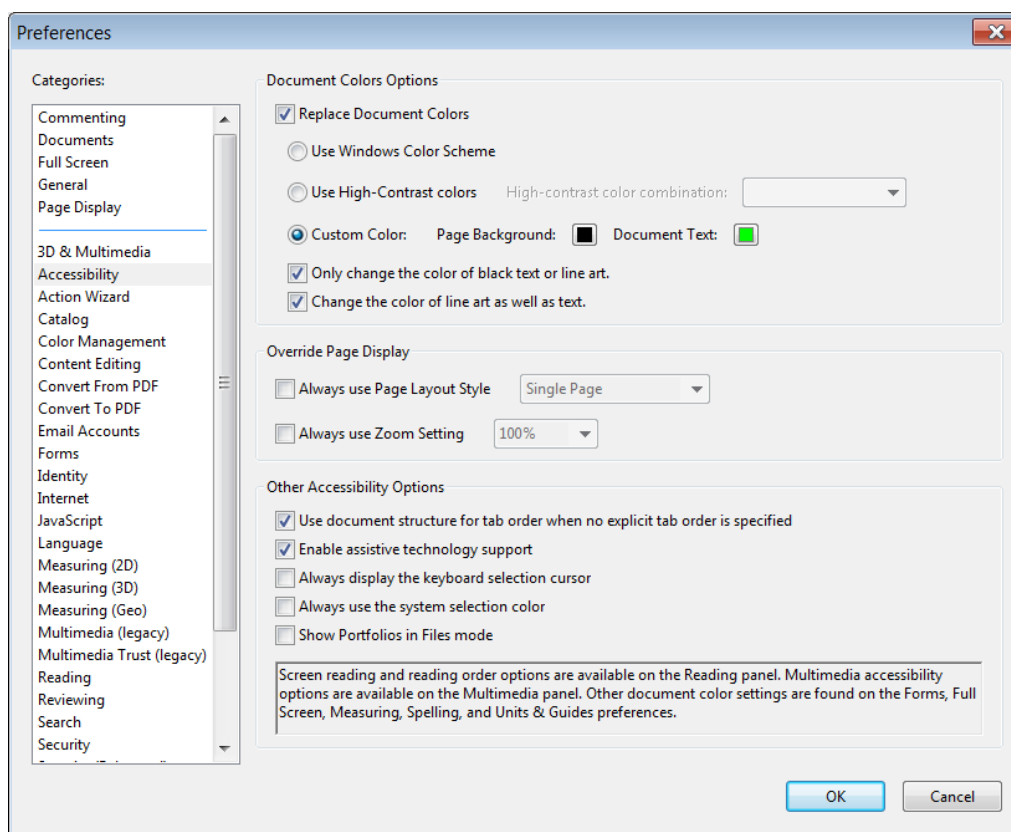 Preferences
Categories:
Commenting
Documents
Full Screen
General
Page Display
3D & Multimedia
Accessibility
Action Wizard
Catalog
Color Management
Content Editing
Convert From PDF
Convert To PDF
Email Accounts
Forms
Identity
Internet
JavaScript
Language
Measuring (2D)
Measuring (3D)
Measuring (Geo)
Multimedia (legacy)
Multimedia Trust (legacy)
Reading
Reviewing
Search
Security
Document Colors Options
Replace Document Colors
Use Windows Color Scheme
Use High-Contrast colors High-contrast color combination:
Custom Color: Page Background: Document Text:
Only change the color of black text or line art.
Change the color of line art as well as text.
Override Page Display
Always use Page Layout Style Single Page
Always use Zoom Setting 100%
Other Accessibility Options
Use document structure for tab order when no explicit tab order is specified
Enable assistive technology support
Always display the keyboard selection cursor
Always use the system selection color
Show Portfolios in Files mode
Screen reading and reading order options are available on the Reading panel. Multimedia accessibility
options are available on the Multimedia panel. Other document color settings are found on the Forms, Full
Screen, Measuring, Spelling, and Units & Guides preferences.
OK Cancel